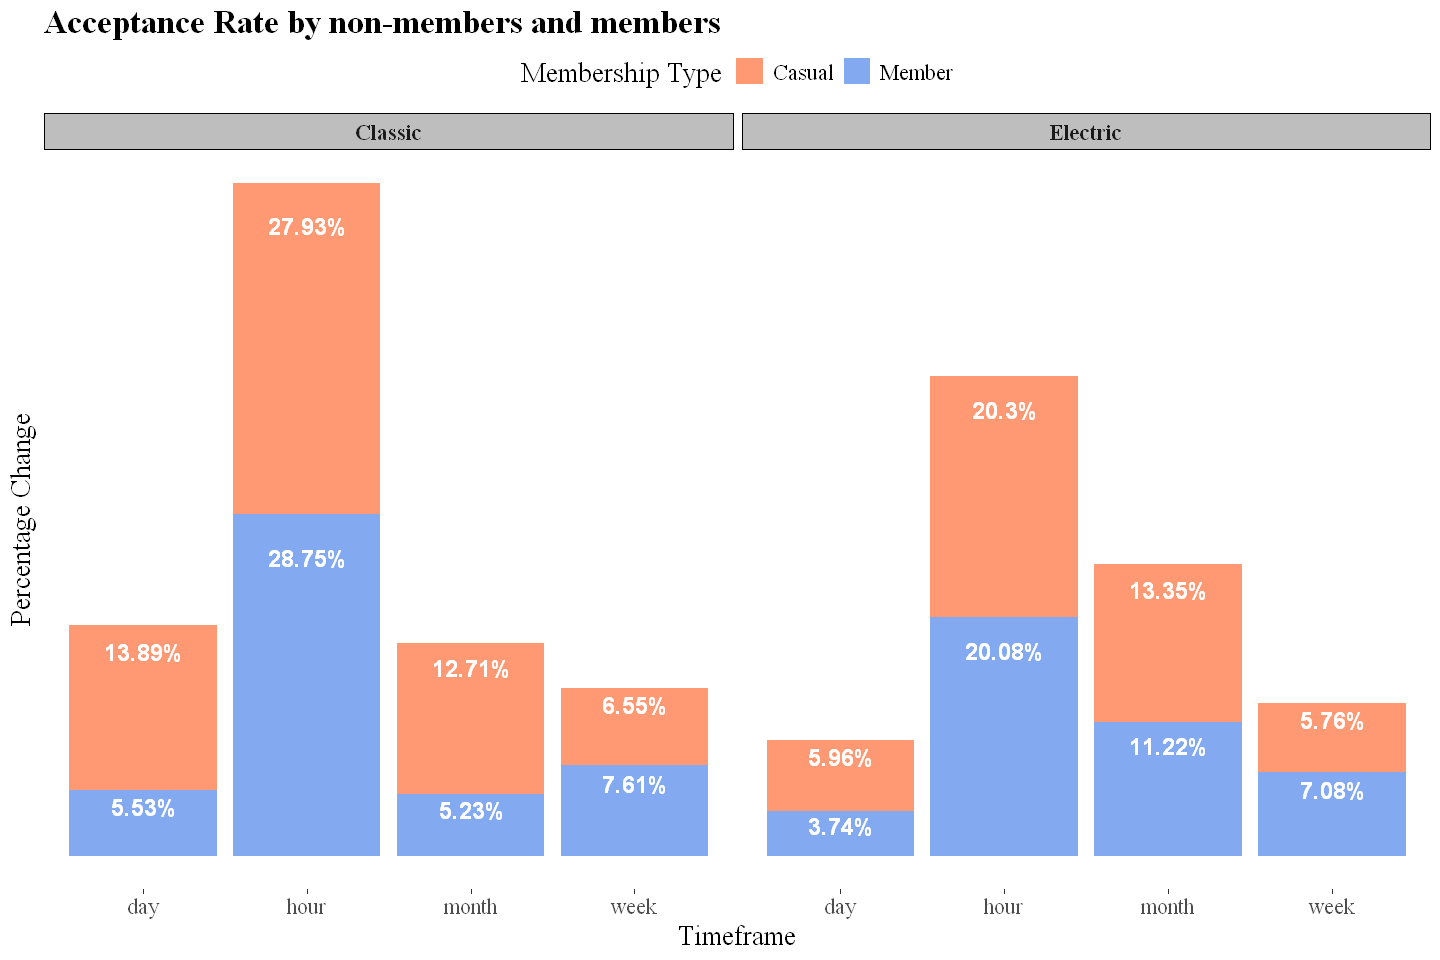 Acceptance Rate by non-members and members
Membership Type Casual Member
Classic Electric
Percentage Change
27.93%
28.75%
13.89%
5.53%
12.71%
5.23%
6.55%
7.61%
20.3%
20.08%
13.35%
11.22%
5.96%
3.74%
5.76%
7.08%
day hour month week day hour month week
Timeframe